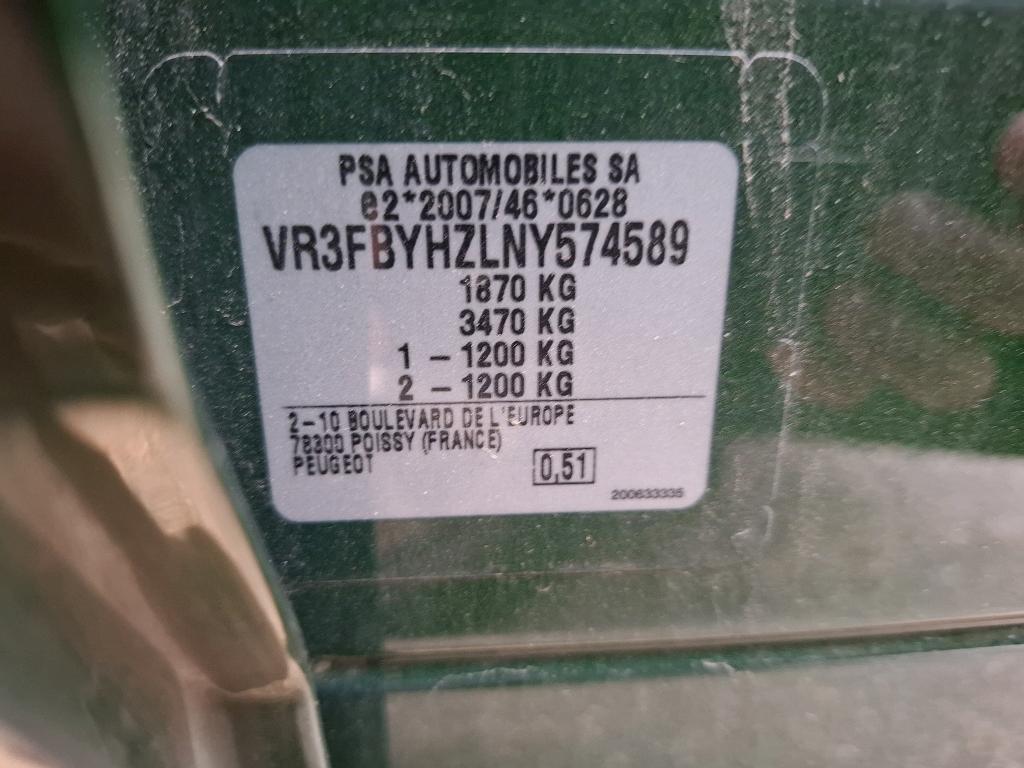 PSA AUTOMOBILES SA
e2*2007/46*0628
VR3FBYHZLNY574589
1870 KG
3470 KG
1 - 1200 KG
2 - 1200 KG
2-10 BOULEVARD DE L'EUROPE
78300 POISSY (FRANCE)
PEUGEOT
0,51
200633335